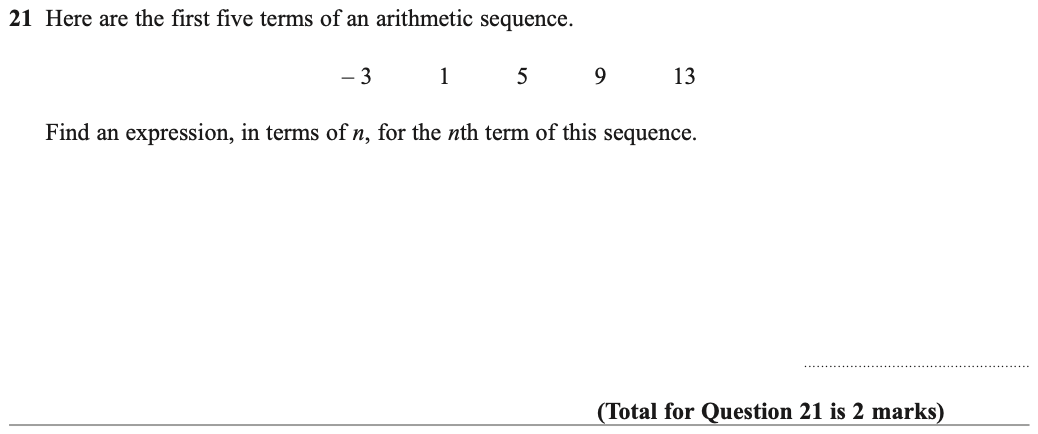 21 Here are the first five terms of an arithmetic sequence.
– 3 1 5 9 13
Find an expression, in terms of n, for the nth term of this sequence.
(Total for Question 21 is 2 marks)